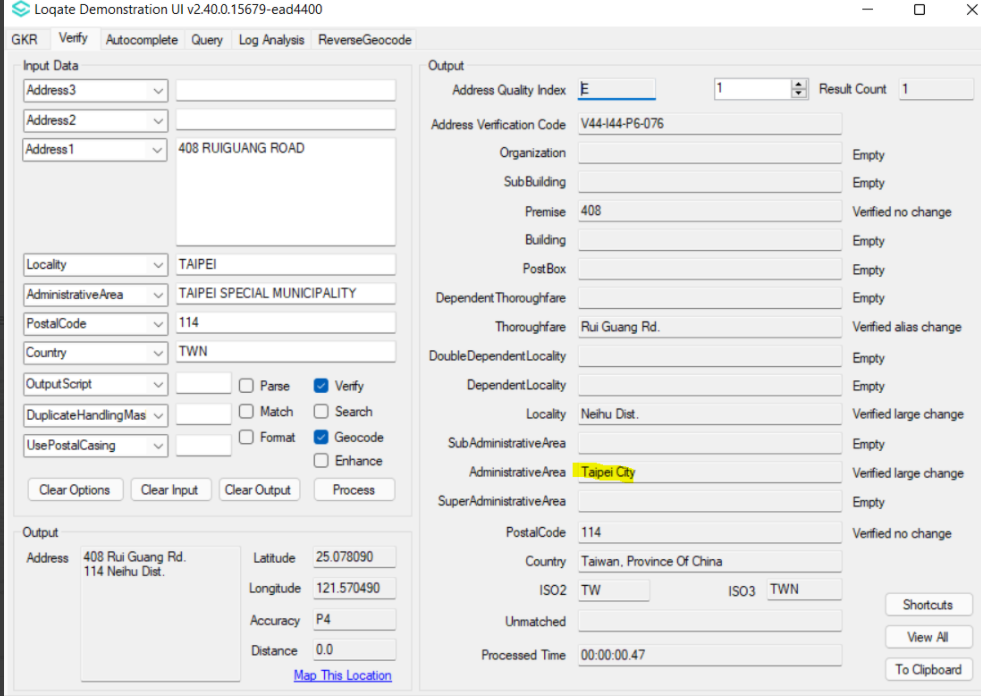 Loqate Demonstration UI v2.40.0.15679-ead4400
GKR Verify Autocomplete Query Log Analysis ReverseGeocode
Input Data
Address3
Address2
Address1 408 RUIGUANG ROAD
Locality TAIPEI
AdministrativeArea TAIPEI SPECIAL MUNICIPALITY
PostalCode 114
Country TWN
OutputScript Parse Verify
DuplicateHandlingMas Match Search
UsePostalCasing Format Geocode
Enhance
Clear Options Clear Input Clear Output Process
Output
Address 408 Rui Guang Rd.
114 Neihu Dist.
Latitude 25.078090
Longitude 121.570490
Accuracy P4
Distance 0.0
Map This Location
Output
Address Quality Index E 1 Result Count 1
Address Verification Code V44-I44-P6-076
Organization Empty
SubBuilding Empty
Premise 408 Verified no change
Building Empty
PostBox Empty
DependentThoroughfare Empty
Thoroughfare Rui Guang Rd. Verified alias change
DoubleDependentLocality Empty
DependentLocality Empty
Locality Neihu Dist. Verified large change
SubAdministrativeArea Empty
AdministrativeArea Taipei City Verified large change
SuperAdministrativeArea Empty
PostalCode 114 Verified no change
Country Taiwan, Province Of China
ISO2 TW ISO3 TWN
Unmatched
Processed Time 00:00:00.47
Shortcuts
View All
To Clipboard